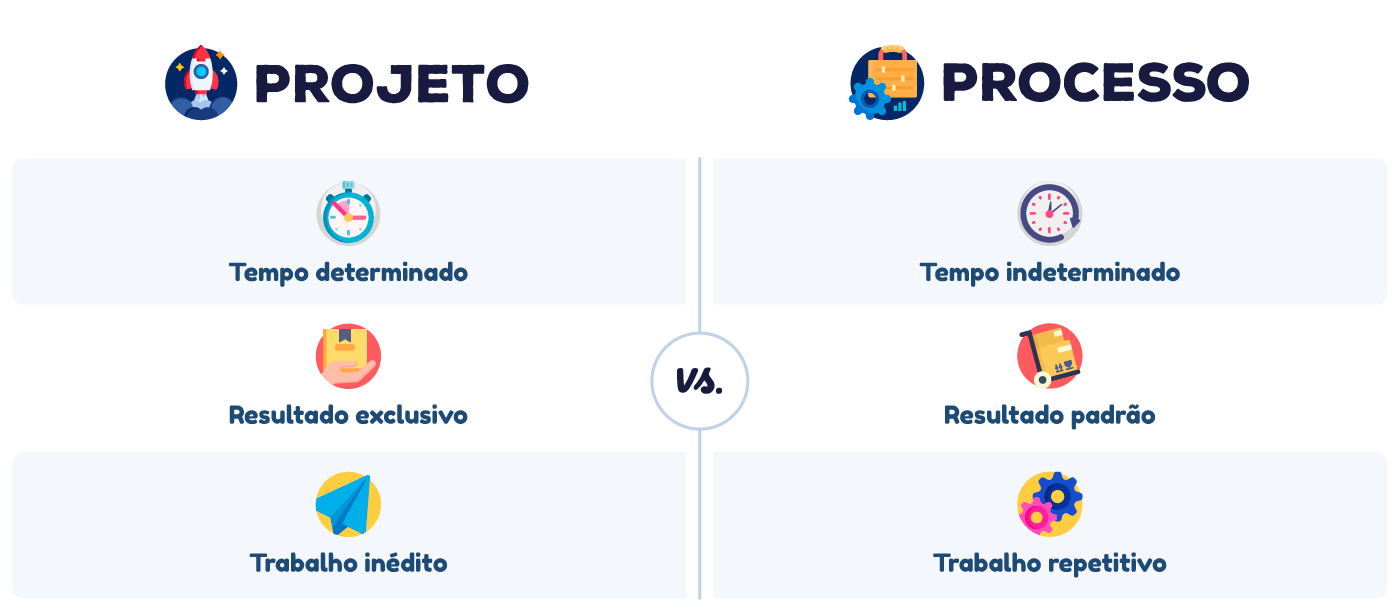 PROJETO
PROCESSO
Tempo determinado
Tempo indeterminado
Resultado exclusivo
vs.
Resultado padrão
Trabalho inédito
Trabalho repetitivo